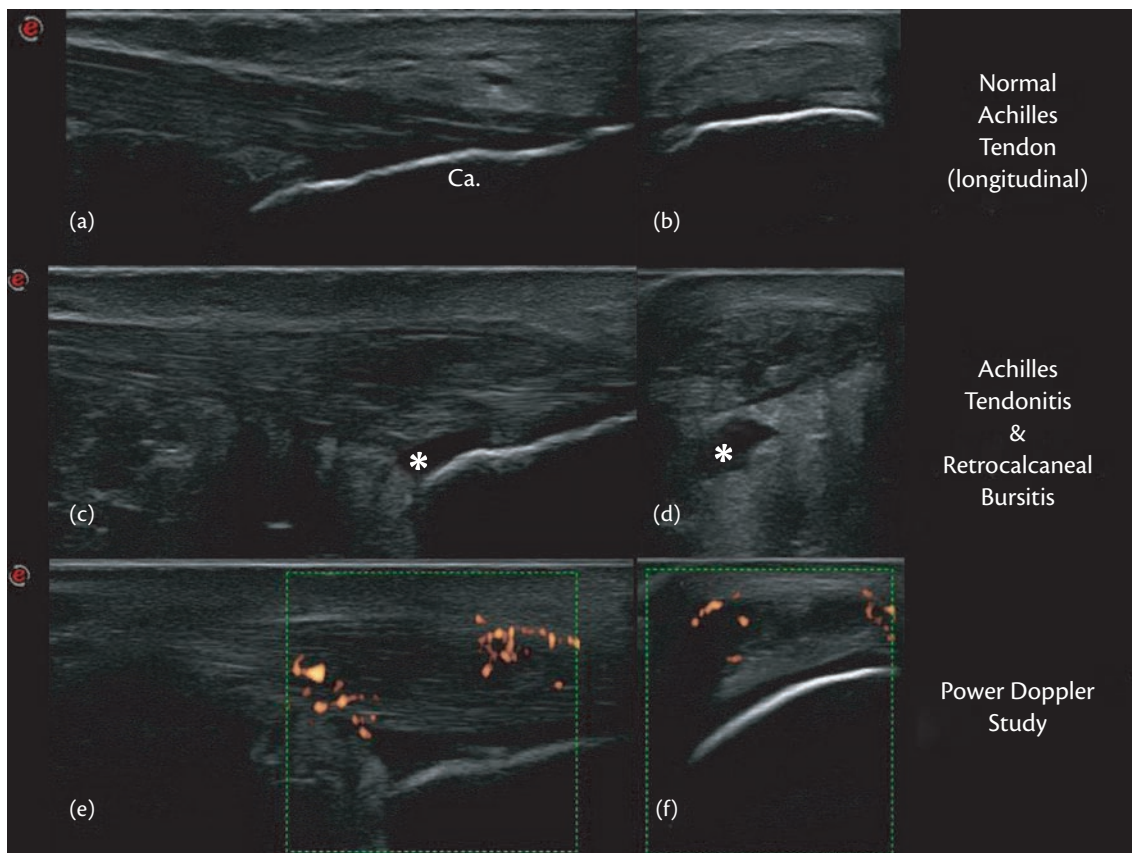 Normal
Achilles
Tendon
(longitudinal)
Ca.
(a)
(b)
Achilles
Tendonitis
&
Retrocalcaneal
Bursitis
*
*
(c)
(d)
Power Doppler
Study
(e)
(f)